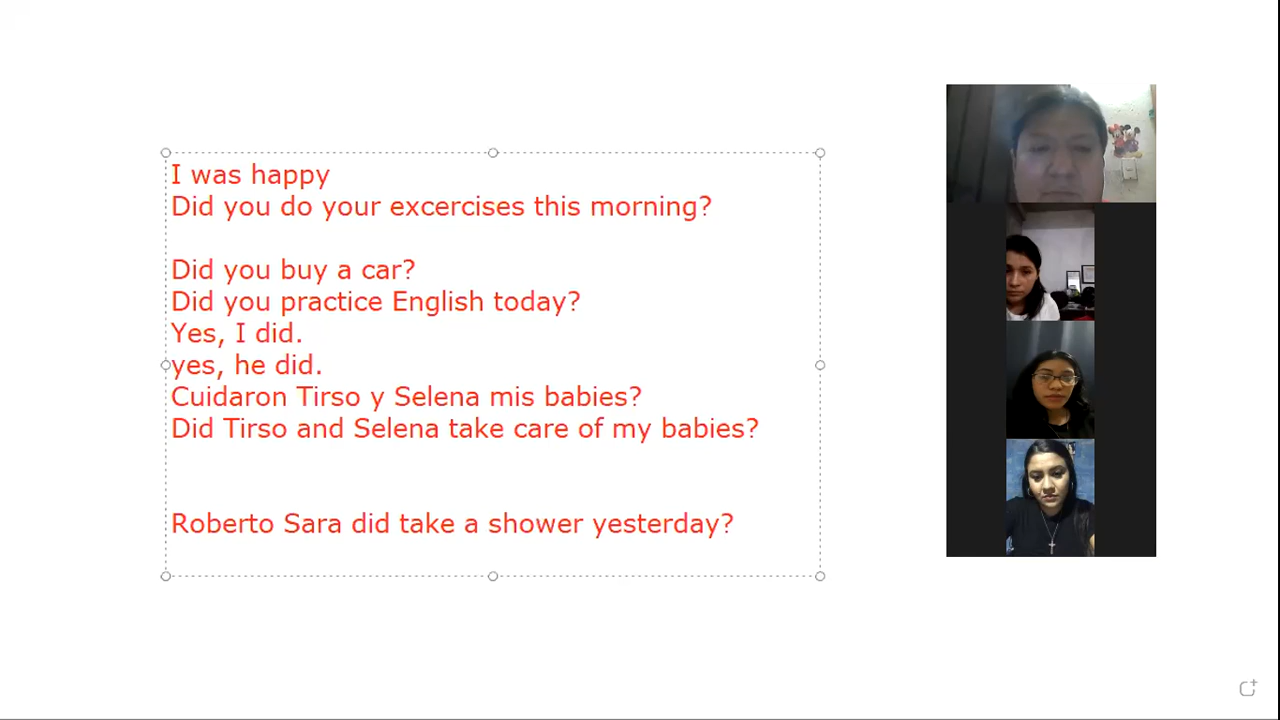 I was happy
Did you do your excercises this morning?
Did you buy a car?
Did you practice English today?
Yes, I did.
yes, he did.
Cuidaron Tirso y Selena mis babies?
Did Tirso and Selena take care of my babies?
Roberto Sara did take a shower yesterday?